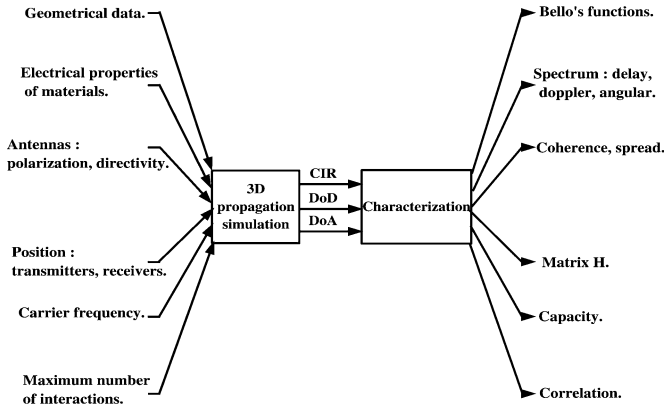 Geometrical data.
Electrical properties
of materials.
Antennas :
polarization, directivity.
Position :
transmitters, receivers.
Carrier frequency.
Maximum number
of interactions.
3D
propagation
simulation
CIR
DoD
DoA
Characterization
Bello's functions.
Spectrum : delay,
doppler, angular.
Coherence, spread.
Matrix H.
Capacity.
Correlation.